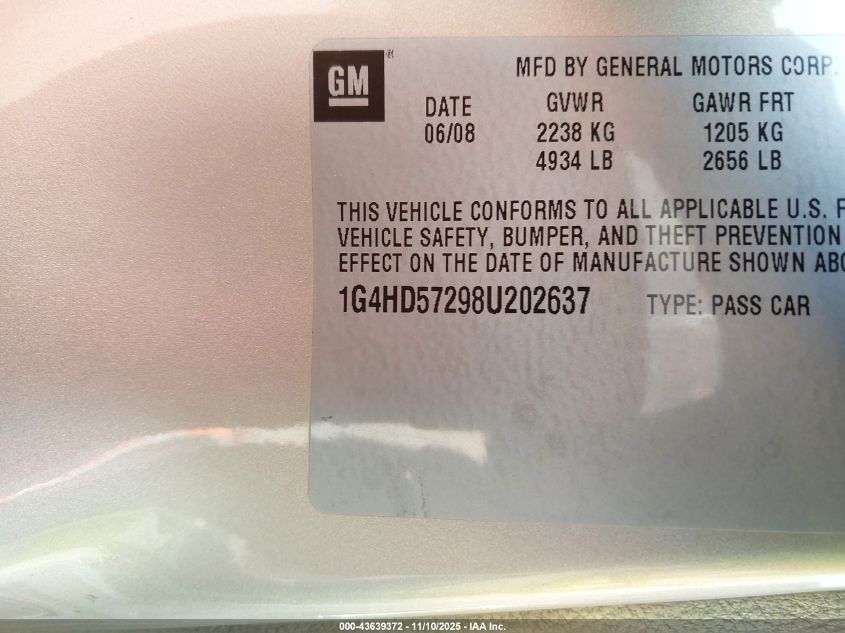 GM®
MFD BY GENERAL MOTORS CORP.
DATE GVWR GAWR FRT
06/08 2238 KG 1205 KG
4934 LB 2656 LB
THIS VEHICLE CONFORMS TO ALL APPLICABLE U.S. F
VEHICLE SAFETY, BUMPER, AND THEFT PREVENTION
EFFECT ON THE DATE OF MANUFACTURE SHOWN ABO
1G4HD57298U202637 TYPE: PASS CAR
000-43639372 - 11/10/2025 - IAA Inc.